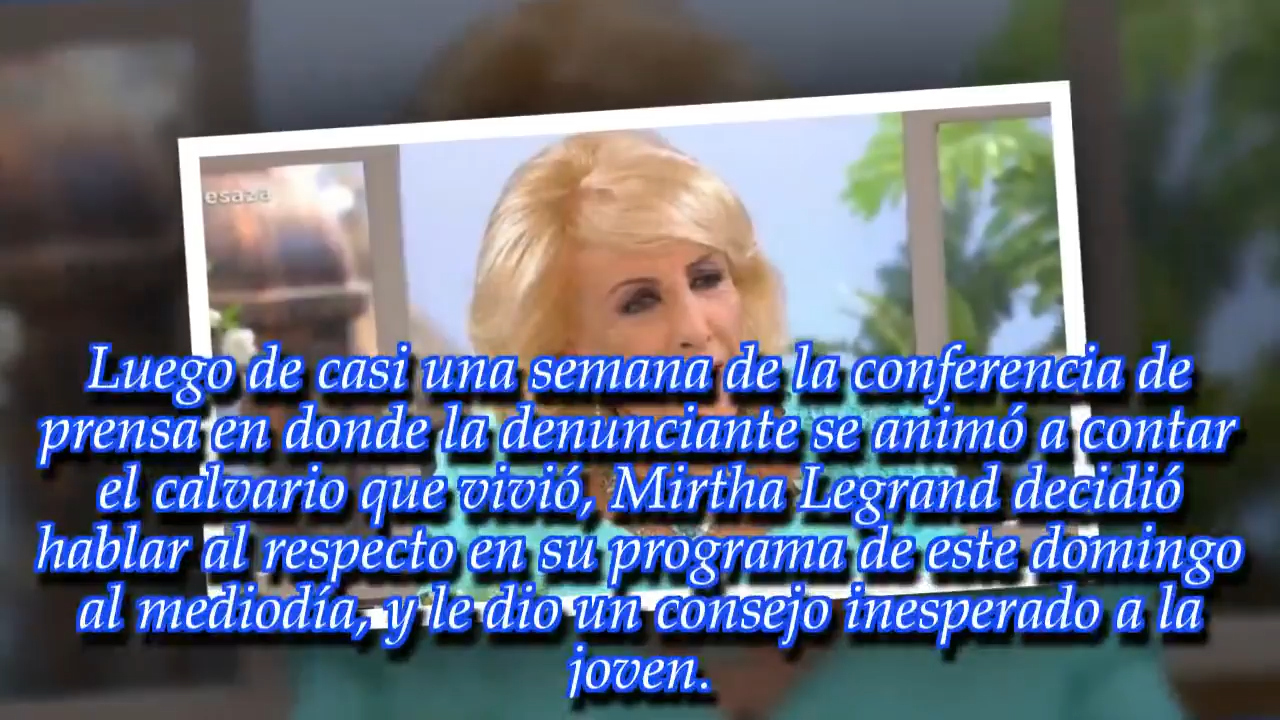 esaza
Luego de casi una semana de la conferencia de
prensa en donde la denunciante se animó a contar
el calvario que vivió, Mirtha Legrand decidió
hablar al respecto en su programa de este domingo
al mediodía, y le dio un consejo inesperado a la
joven.